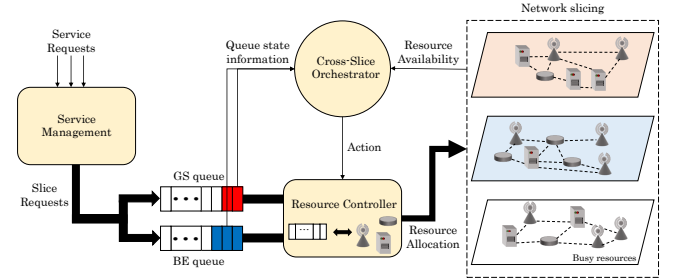 Network slicing
Service
Requests
Queue state
information
Cross-Slice
Orchestrator
Resource
Availability
Service
Management
Action
Slice
Requests
GS queue
BE queue
Resource Controller
Resource
Allocation
Busy resources